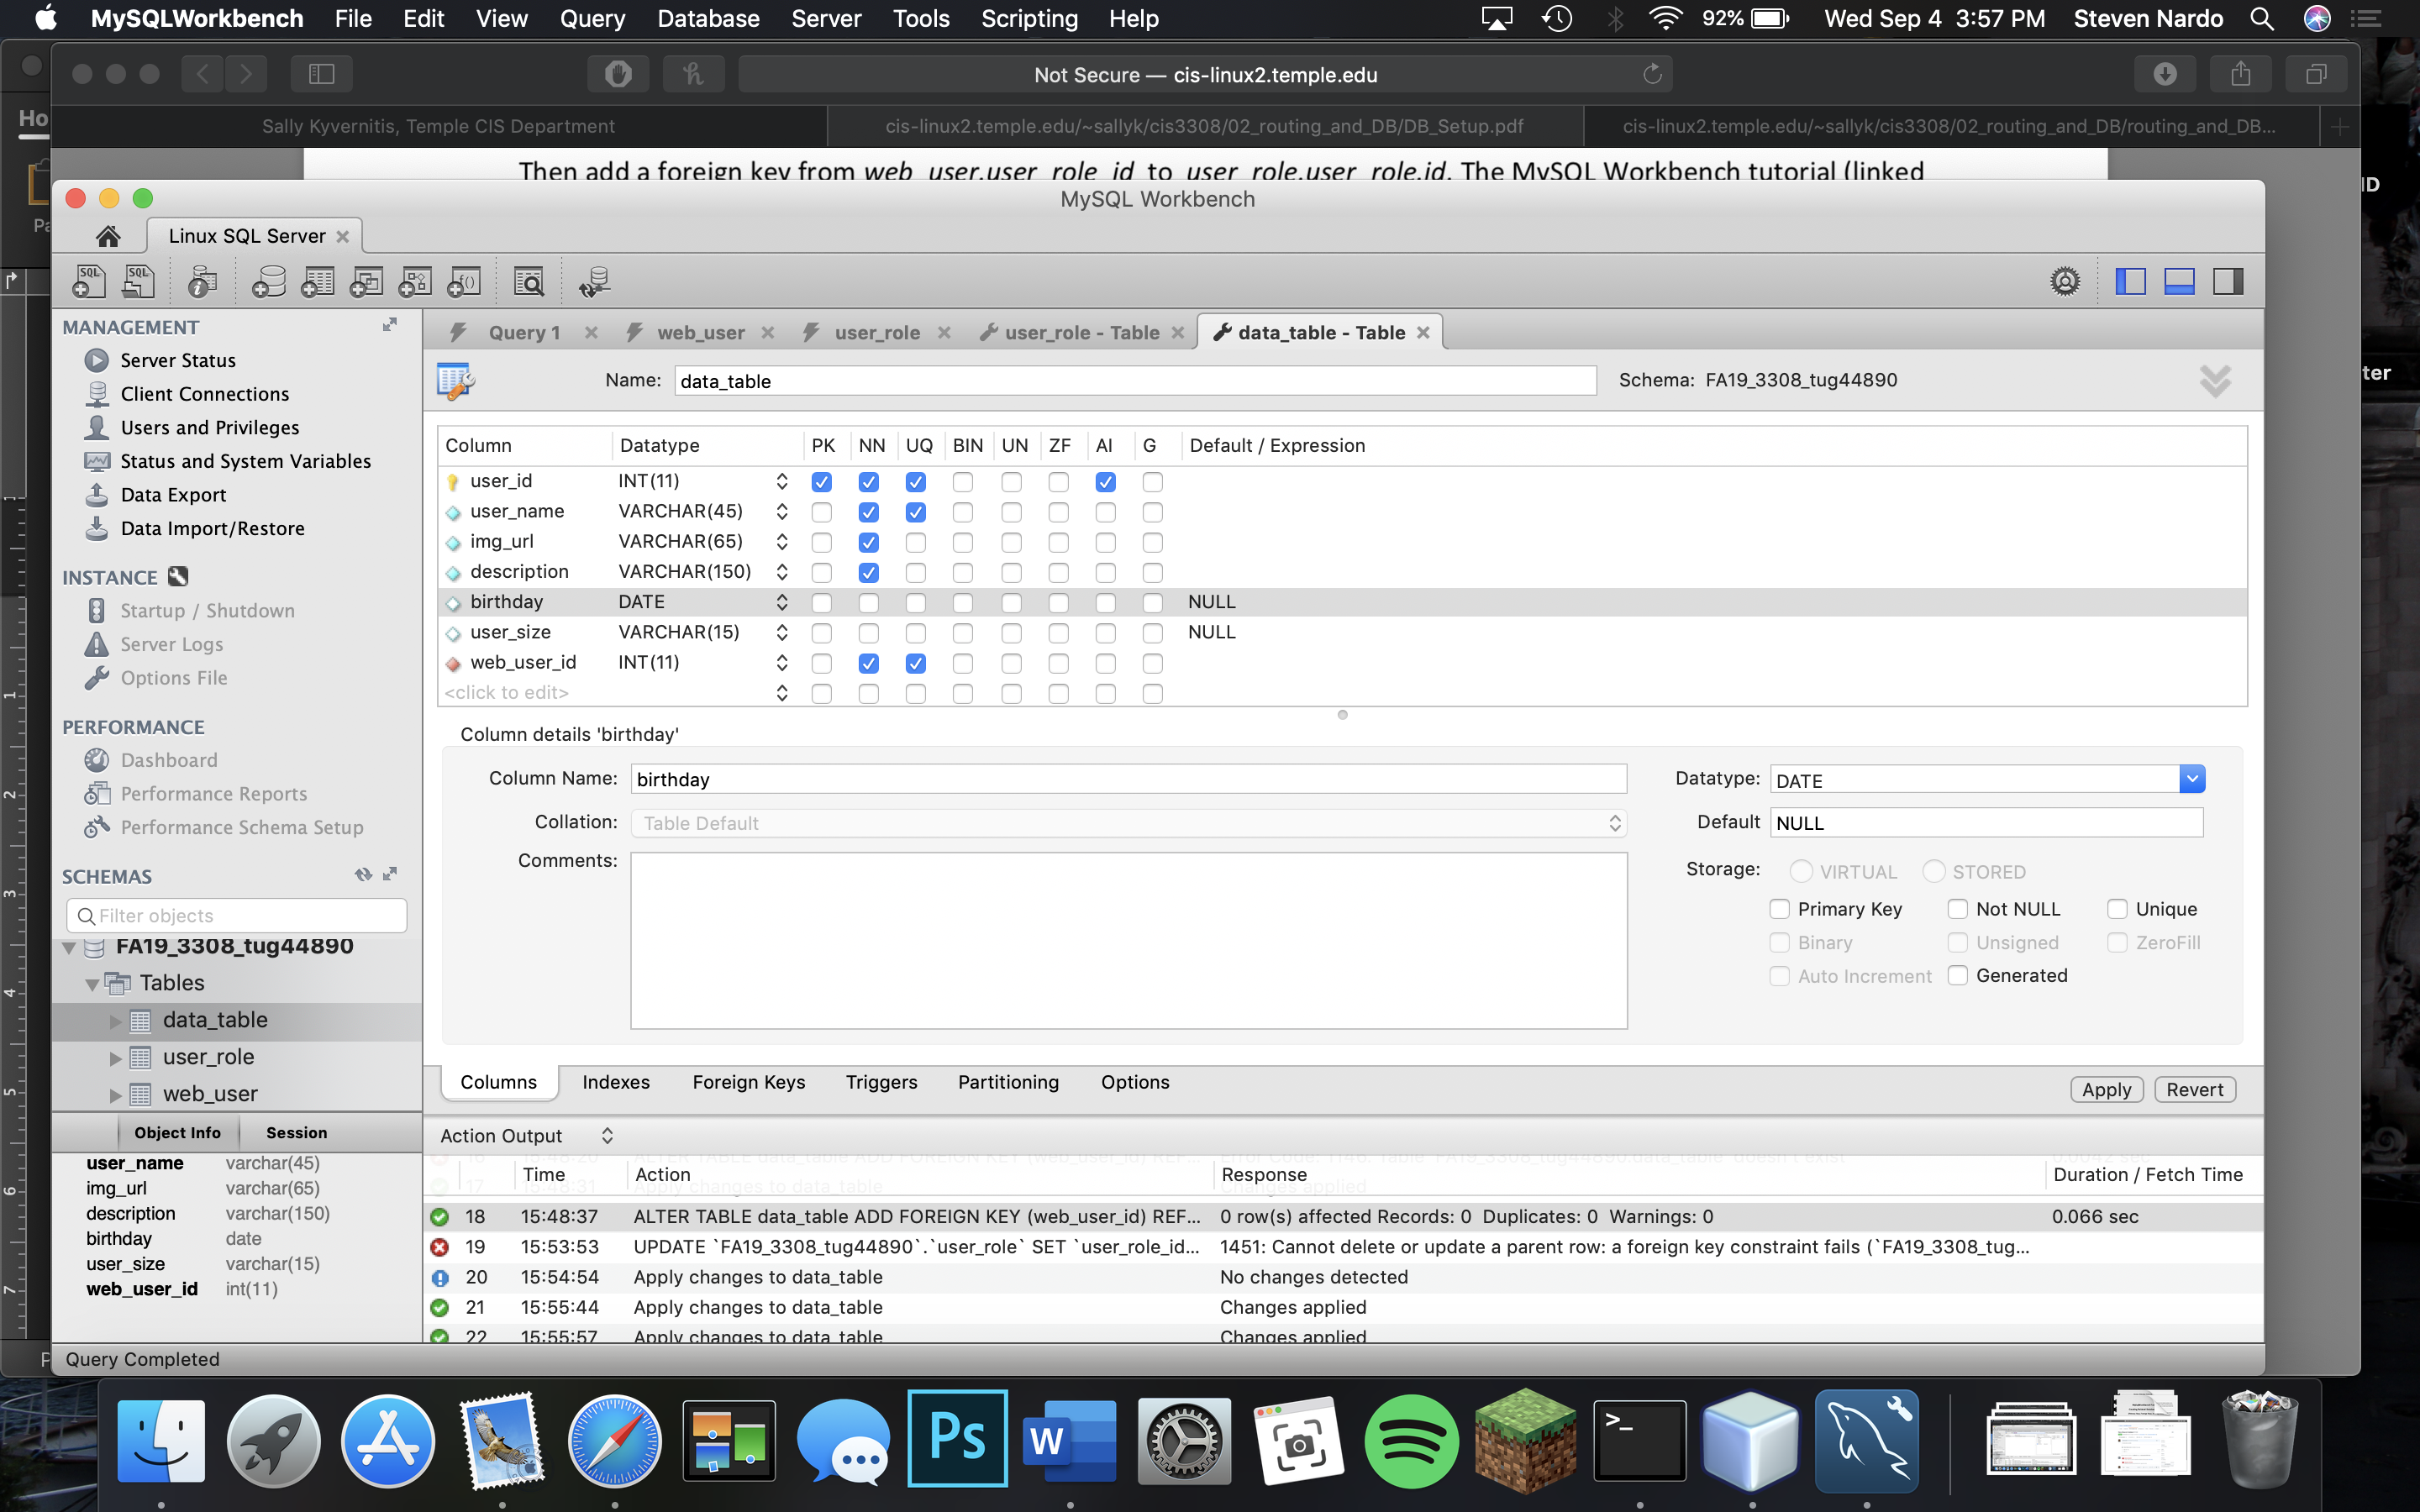 MySQLWorkbench File Edit View Query Database Server Tools Scripting Help 92% Wed Sep 4 3:57 PM Steven Nardo
Not Secure — cis-linux2.temple.edu
Ho
Sally Kyvernitis, Temple CIS Department
cis-linux2.temple.edu/~sallyk/cis3308/02_routing_and_DB/DB_Setup.pdf
cis-linux2.temple.edu/~sallyk/cis3308/02_routing_and_DB/routing_and_DB...
Then add a foreign key from web_user.user_role_id to user_role.user_role.id. The MySQL Workbench tutorial (linked
MySQL Workbench
Linux SQL Server
MANAGEMENT
Server Status
Client Connections
Users and Privileges
Status and System Variables
Data Export
Data Import/Restore
INSTANCE
Startup / Shutdown
Server Logs
Options File
PERFORMANCE
Dashboard
Performance Reports
Performance Schema Setup
SCHEMAS
Filter objects
FA19_3308_tug44890
Tables
data_table
user_role
web_user
Object Info Session
user_name varchar(45)
img_url varchar(65)
description varchar(150)
birthday date
user_size varchar(15)
web_user_id int(11)
Query 1 web_user user_role user_role - Table data_table - Table
Name: data_table Schema: FA19_3308_tug44890
Column Datatype PK NN UQ BIN UN ZF AI G Default / Expression
user_id INT(11)
user_name VARCHAR(45)
img_url VARCHAR(65)
description VARCHAR(150)
birthday DATE NULL
user_size VARCHAR(15) NULL
web_user_id INT(11)
<click to edit>
Column details 'birthday'
Column Name: birthday Datatype: DATE
Collation: Table Default Default NULL
Comments: Storage: VIRTUAL STORED
Primary Key Not NULL Unique
Binary Unsigned ZeroFill
Auto Increment Generated
Columns Indexes Foreign Keys Triggers Partitioning Options Apply Revert
Action Output
Time Action Response Duration / Fetch Time
17 15:48:31 Apply changes to data_table Changes applied
18 15:48:37 ALTER TABLE data_table ADD FOREIGN KEY (web_user_id) REF... 0 row(s) affected Records: 0 Duplicates: 0 Warnings: 0 0.066 sec
19 15:53:53 UPDATE `FA19_3308_tug44890`.`user_role` SET `user_role_id... 1451: Cannot delete or update a parent row: a foreign key constraint fails (`FA19_3308_tug...
20 15:54:54 Apply changes to data_table No changes detected
21 15:55:44 Apply changes to data_table Changes applied
22 15:55:57 Apply changes to data_table Changes applied
Query Completed
Ps
W